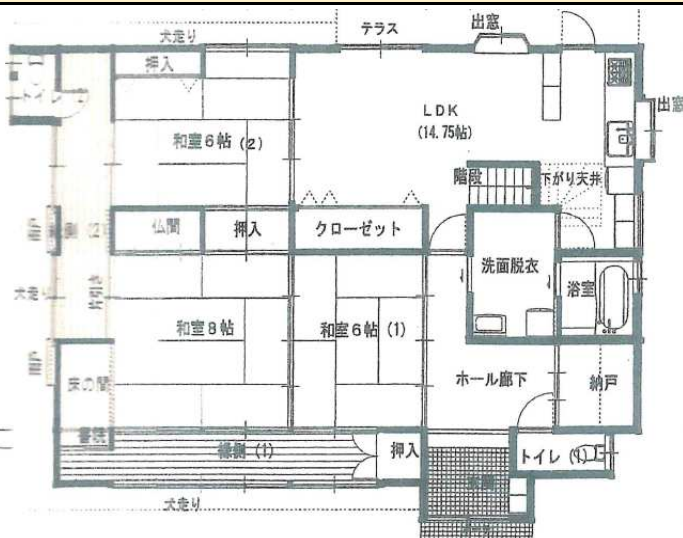 テラス
出窓
犬走り
押入
トイレ
出窓
LDK
(14.75帖)
和室6帖(2)
階段
下がり天井
仏間
押入
クローゼット
洗面脱衣
浴室
犬走り
和室8帖
和室6帖(1)
床の間
ホール廊下
納戸
書院
縁側(1)
押入
トイレ(1)
玄関
犬走り